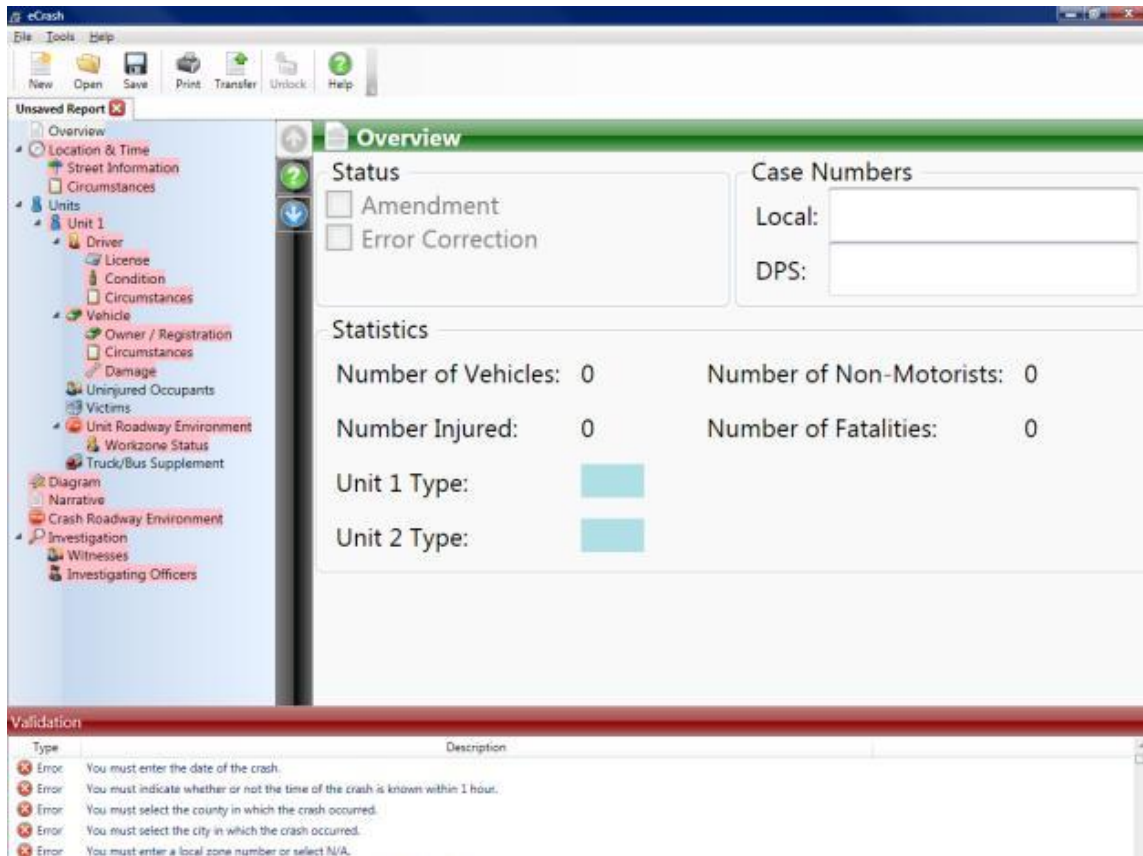 eCrash
File Tools Help
New Open Save Print Transfer Unlock Help
Unsaved Report
Overview
Location & Time
Street Information
Circumstances
Units
Unit 1
Driver
License
Condition
Circumstances
Vehicle
Owner / Registration
Circumstances
Damage
Uninjured Occupants
Victims
Unit Roadway Environment
Workzone Status
Truck/Bus Supplement
Diagram
Narrative
Crash Roadway Environment
Investigation
Witnesses
Investigating Officers
Overview
Status
Amendment
Error Correction
Case Numbers
Local:
DPS:
Statistics
Number of Vehicles: 0 Number of Non-Motorists: 0
Number Injured: 0 Number of Fatalities: 0
Unit 1 Type:
Unit 2 Type:
Validation
Type Description
Error You must enter the date of the crash.
Error You must indicate whether or not the time of the crash is known within 1 hour.
Error You must select the county in which the crash occurred.
Error You must select the city in which the crash occurred.
Error You must enter a local zone number or select N/A.